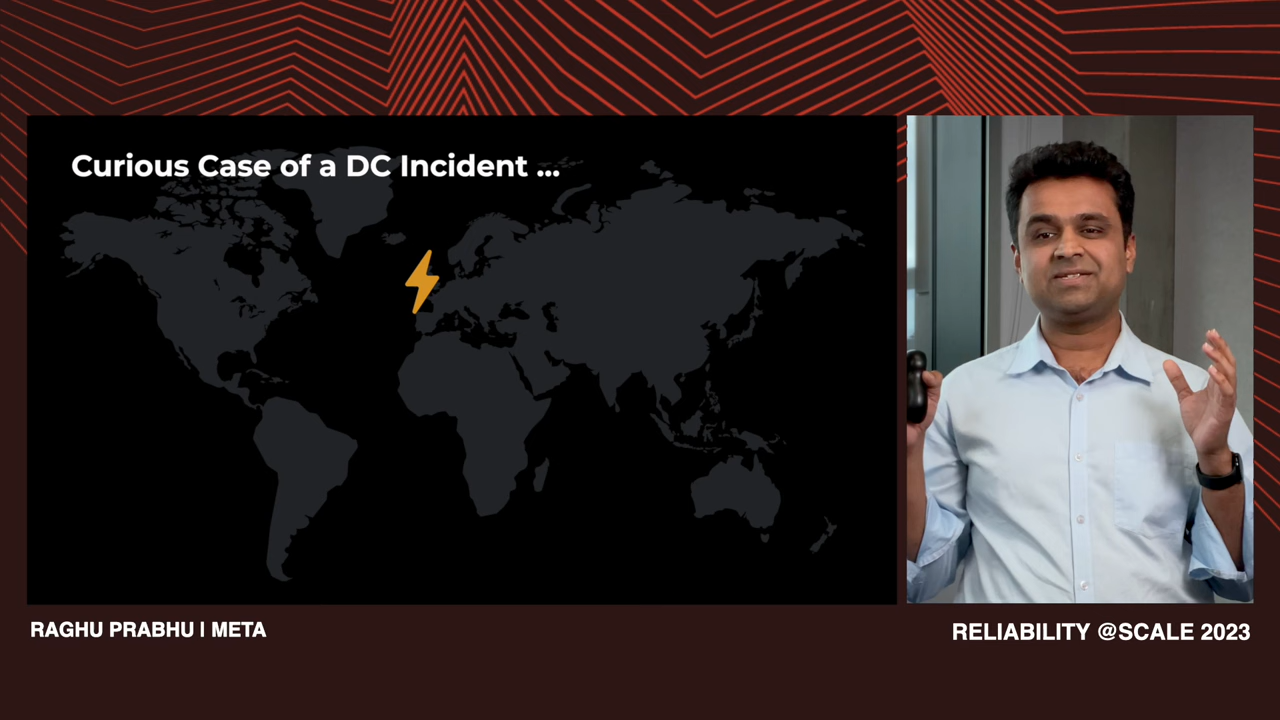 Curious Case of a DC Incident ...
RAGHU PRABHU | META
RELIABILITY @SCALE 2023